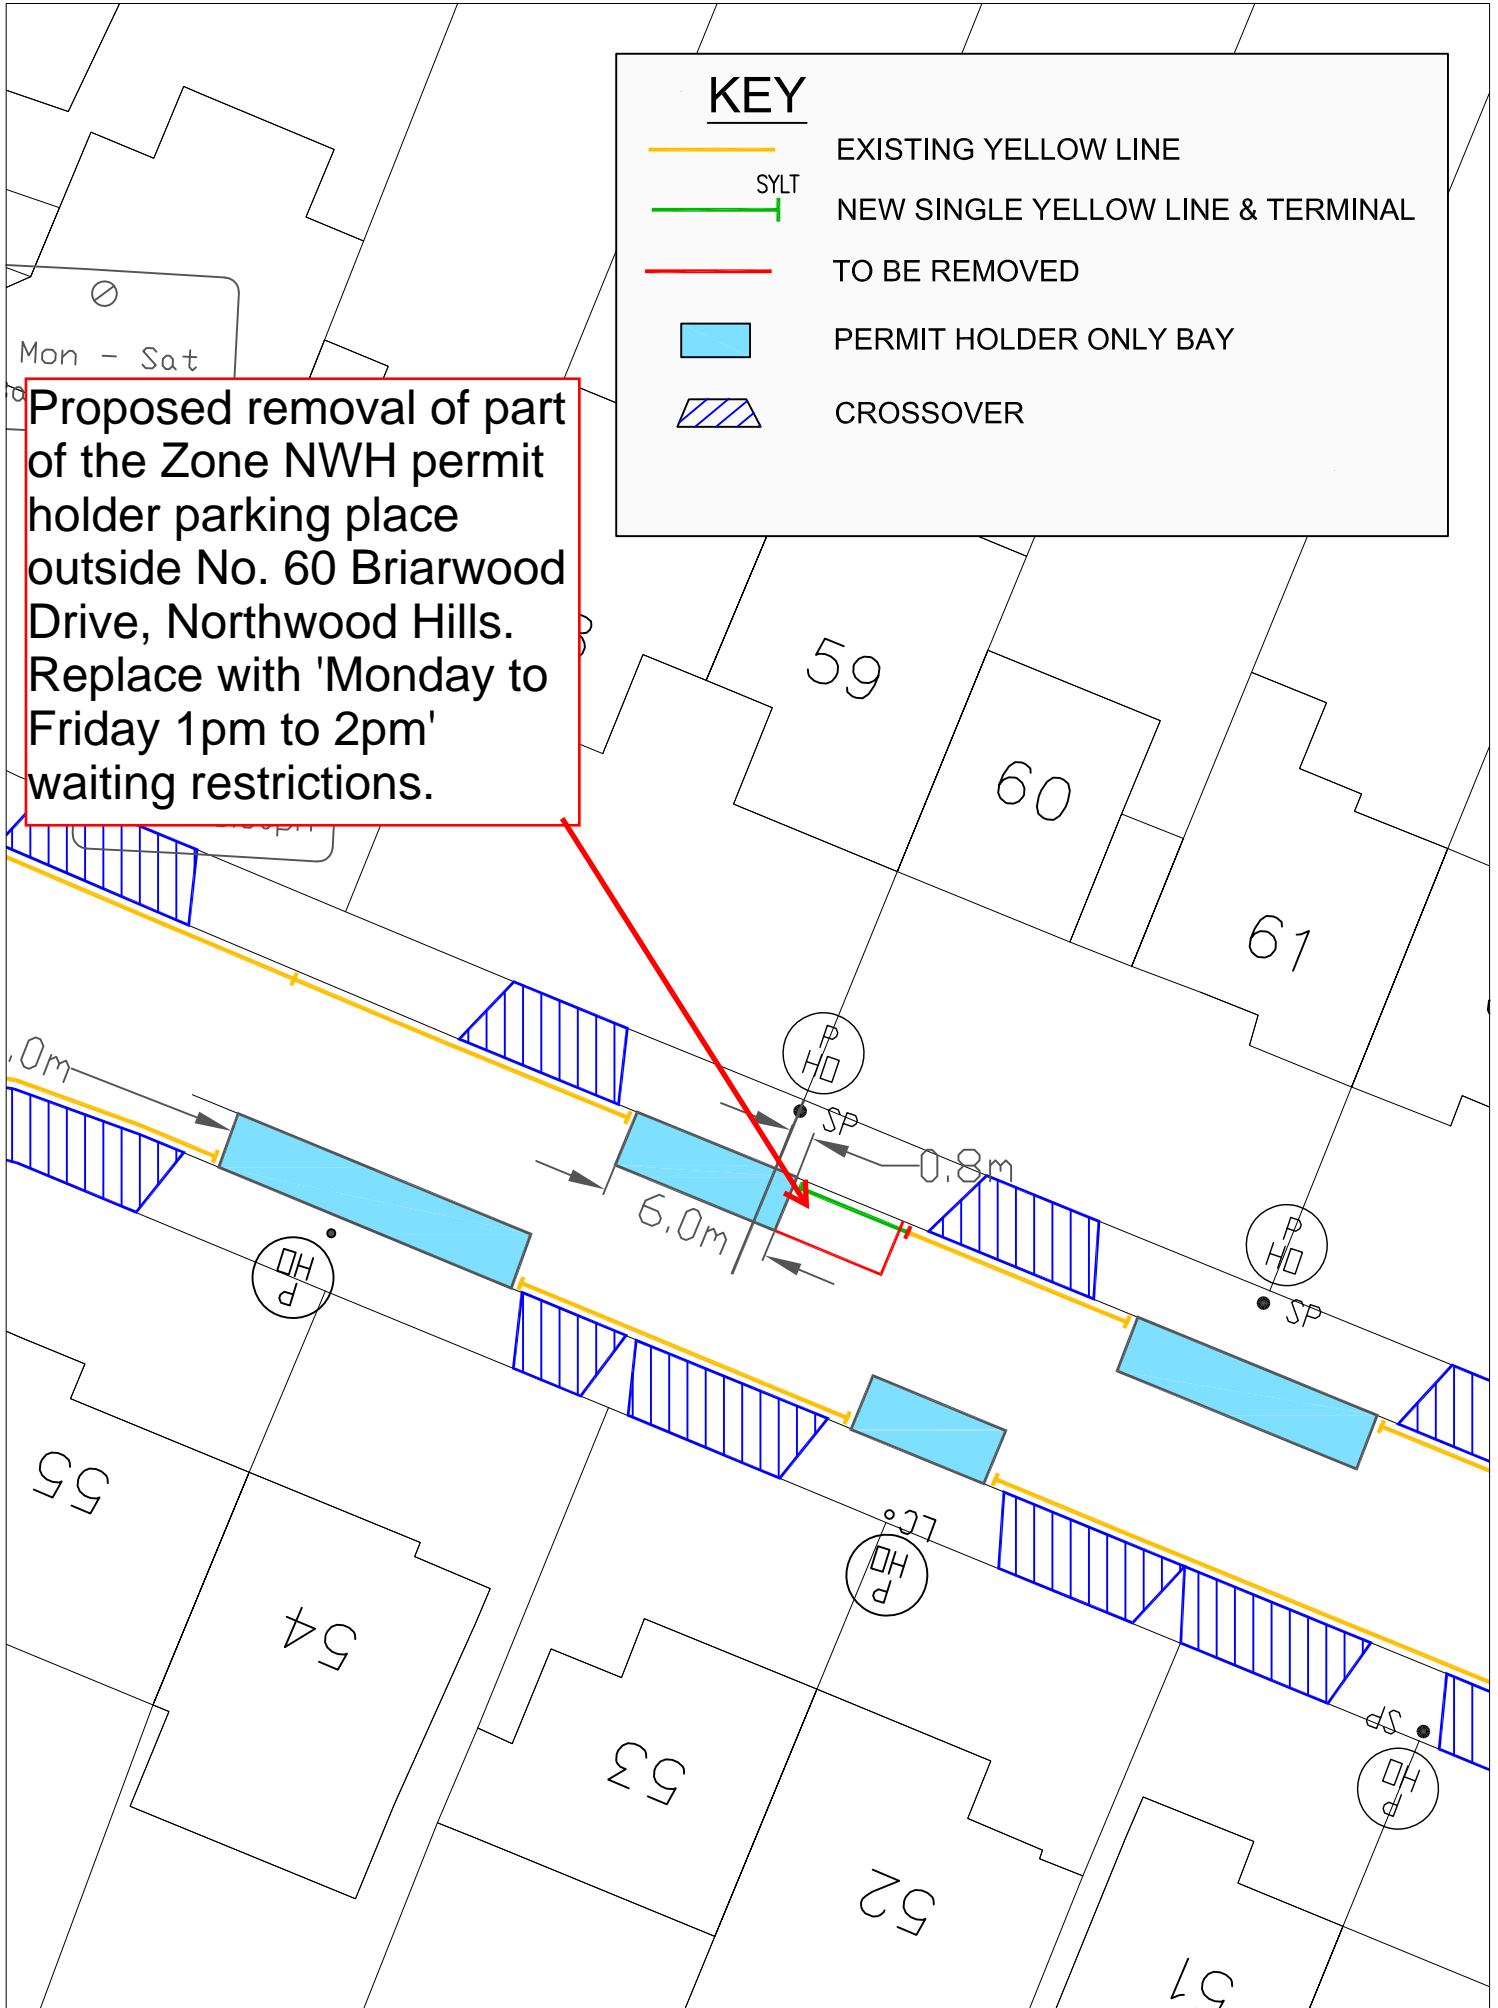 KEY
EXISTING YELLOW LINE
SYLT
NEW SINGLE YELLOW LINE & TERMINAL
TO BE REMOVED
PERMIT HOLDER ONLY BAY
CROSSOVER
Mon - Sat
Proposed removal of part
of the Zone NWH permit
holder parking place
outside No. 60 Briarwood
Drive, Northwood Hills.
Replace with 'Monday to
Friday 1pm to 2pm'
waiting restrictions.
59
60
61
P
HO
SP
.0m
0.8m
6.0m
P
HO
SP
P
HO
55
LC
P
HO
54
SP
P
HO
53
52
51